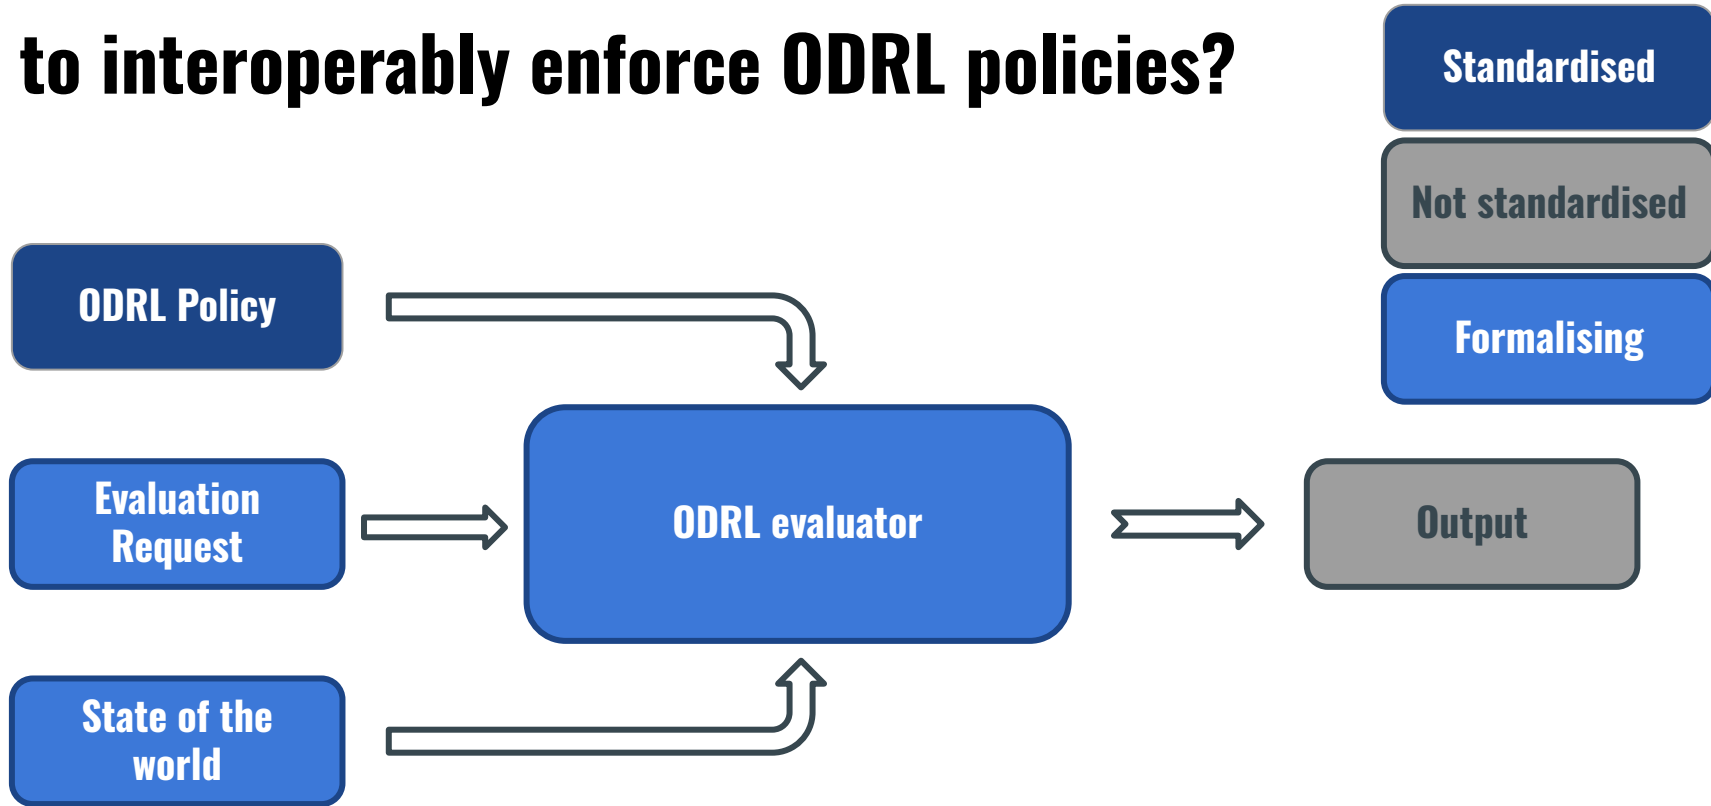 to interoperably enforce ODRL policies?
Standardised
Not standardised
Formalising
ODRL Policy
Evaluation
Request
ODRL evaluator
Output
State of the
world